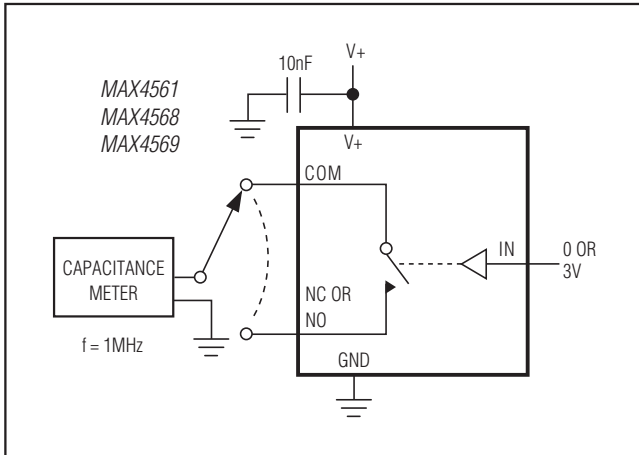 MAX4561
MAX4568
MAX4569
10nF
V+
V+
COM
IN
0 OR
3V
CAPACITANCE
METER
NC OR
NO
f = 1MHz
GND